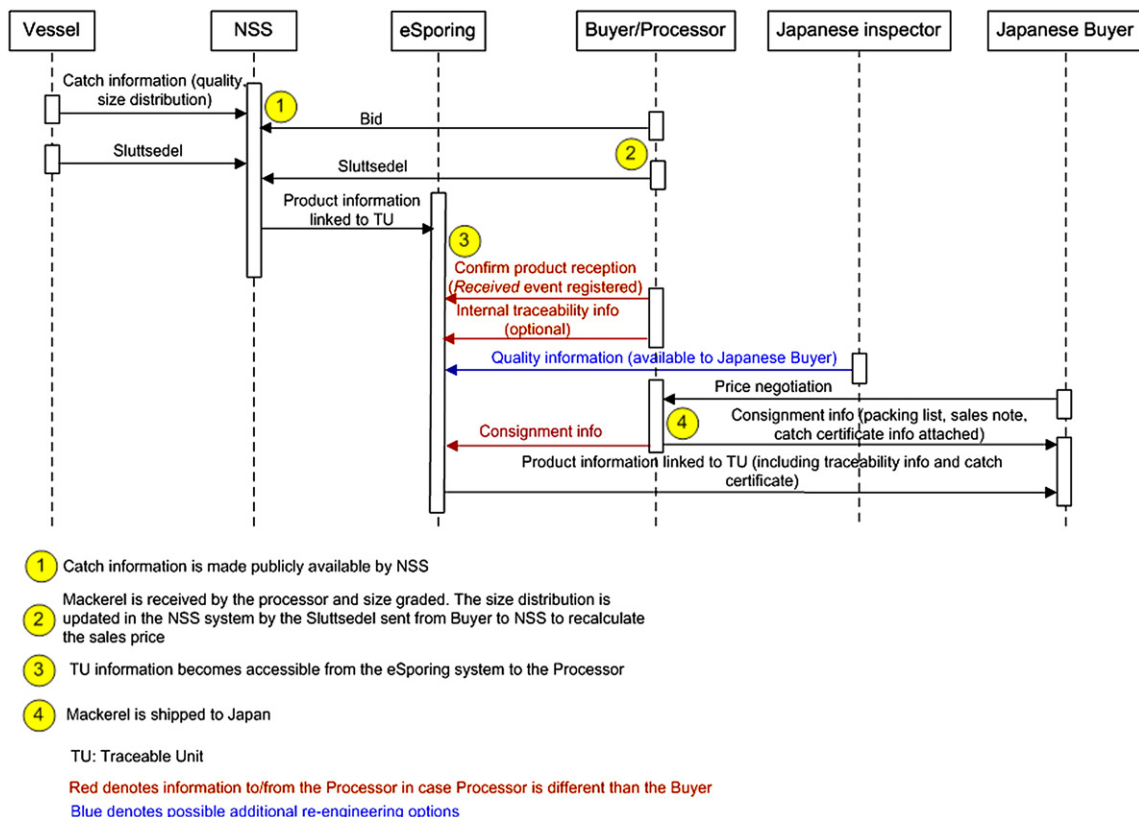 Vessel
NSS
eSporing
Buyer/Processor
Japanese inspector
Japanese Buyer
Catch information (quality,
size distribution)
1
Bid
2
Sluttsedel
Sluttsedel
Product information
linked to TU
3
Confirm product reception
(Received event registered)
Internal traceability info
(optional)
Quality information (available to Japanese Buyer)
Price negotiation
4
Consignment info (packing list, sales note,
catch certificate info attached)
Consignment info
Product information linked to TU (including traceability info and catch
certificate)
1 Catch information is made publicly available by NSS
Mackerel is received by the processor and size graded. The size distribution is
2 updated in the NSS system by the Sluttsedel sent from Buyer to NSS to recalculate
the sales price
3 TU information becomes accessible from the eSporing system to the Processor
4 Mackerel is shipped to Japan
TU: Traceable Unit
Red denotes information to/from the Processor in case Processor is different than the Buyer
Blue denotes possible additional re-engineering options